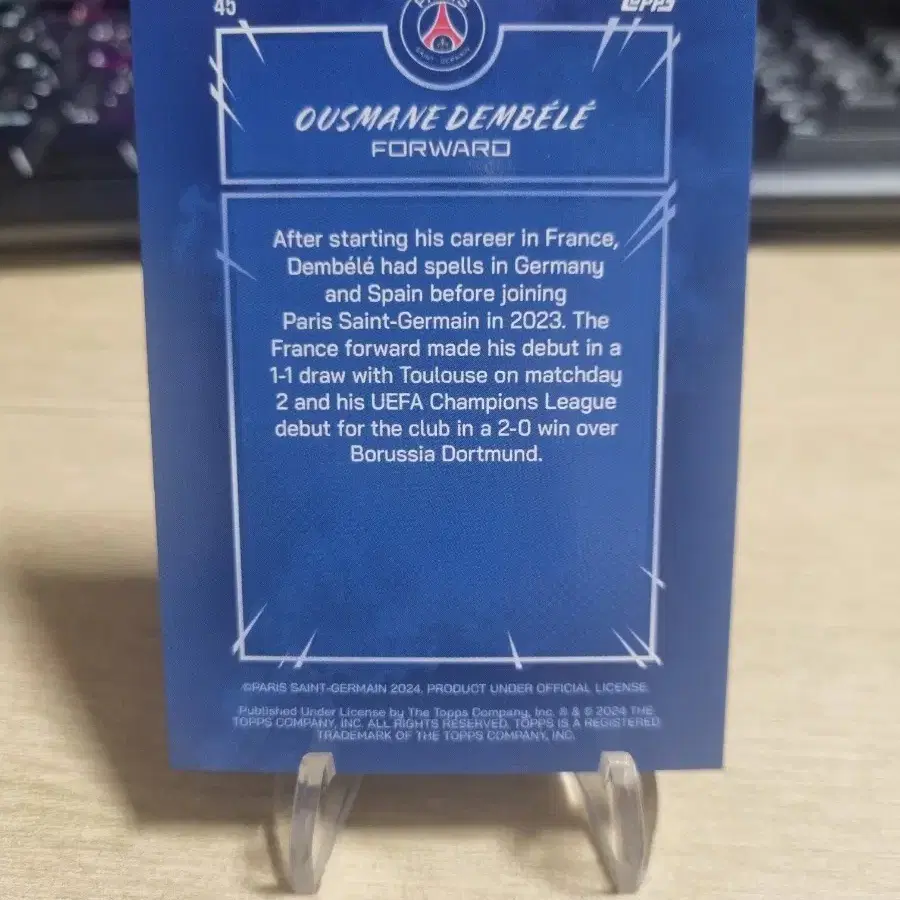 45
topps
PARIS
SAINT-GERMAIN
OUSMANE DEMBÉLÉ
FORWARD
After starting his career in France,
Dembélé had spells in Germany
and Spain before joining
Paris Saint-Germain in 2023. The
France forward made his debut in a
1-1 draw with Toulouse on matchday
2 and his UEFA Champions League
debut for the club in a 2-0 win over
Borussia Dortmund.
©PARIS SAINT-GERMAIN 2024. PRODUCT UNDER OFFICIAL LICENSE.
Published Under License by The Topps Company, Inc. ® & © 2024 THE
TOPPS COMPANY, INC. ALL RIGHTS RESERVED. TOPPS IS A REGISTERED
TRADEMARK OF THE TOPPS COMPANY, INC.